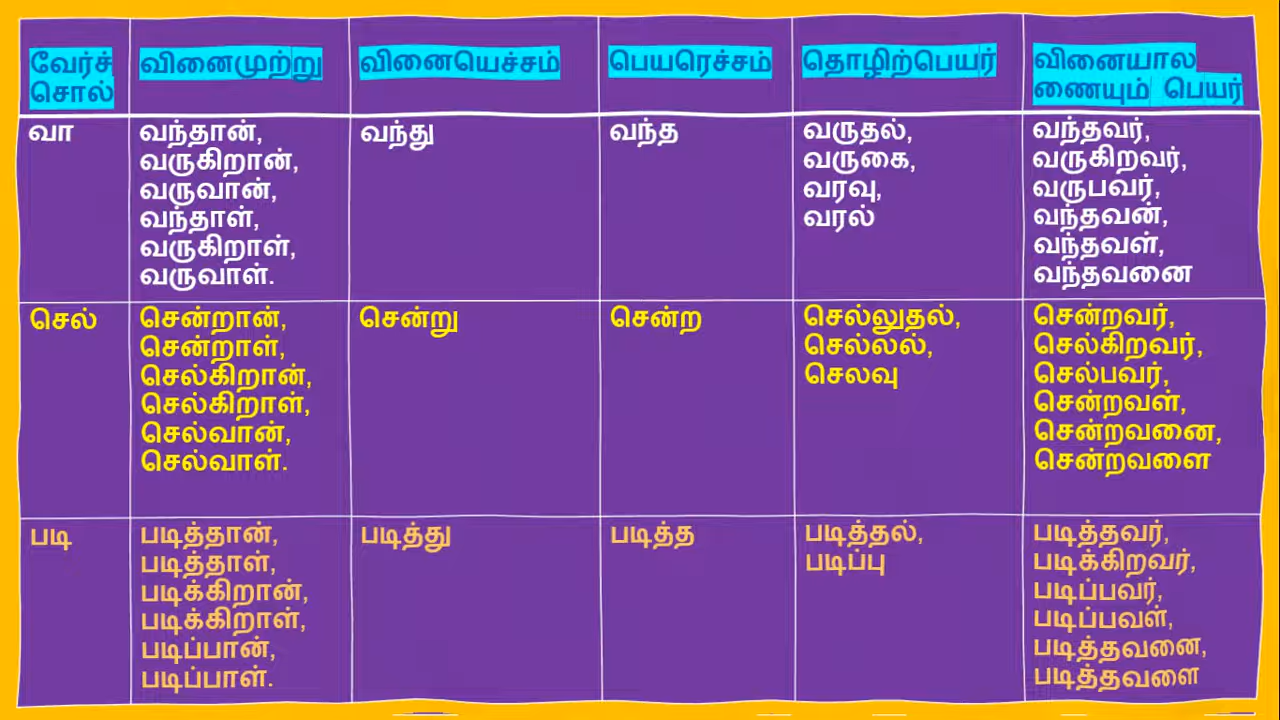 வேர்ச் சொல்
வினைமுற்று
வினையெச்சம்
பெயரெச்சம்
தொழிற்பெயர்
வினையால
ணையும் பெயர்
வா
வந்தான்,
வருகிறான்,
வருவான்,
வந்தாள்,
வருகிறாள்,
வருவாள்.
வந்து
வந்த
வருதல்,
வருகை,
வரவு,
வரல்
வந்தவர்,
வருகிறவர்,
வருபவர்,
வந்தவன்,
வந்தவள்,
வந்தவனை
செல்
சென்றான்,
சென்றாள்,
செல்கிறான்,
செல்கிறாள்,
செல்வான்,
செல்வாள்.
சென்று
சென்ற
செல்லுதல்,
செல்லல்,
செலவு
சென்றவர்,
செல்கிறவர்,
செல்பவர்,
சென்றவள்,
சென்றவனை,
சென்றவளை
படி
படித்தான்,
படித்தாள்,
படிக்கிறான்,
படிக்கிறாள்,
படிப்பான்,
படிப்பாள்.
படித்து
படித்த
படித்தல்,
படிப்பு
படித்தவர்,
படிக்கிறவர்,
படிப்பவர்,
படிப்பவள்,
படித்தவனை,
படித்தவளை